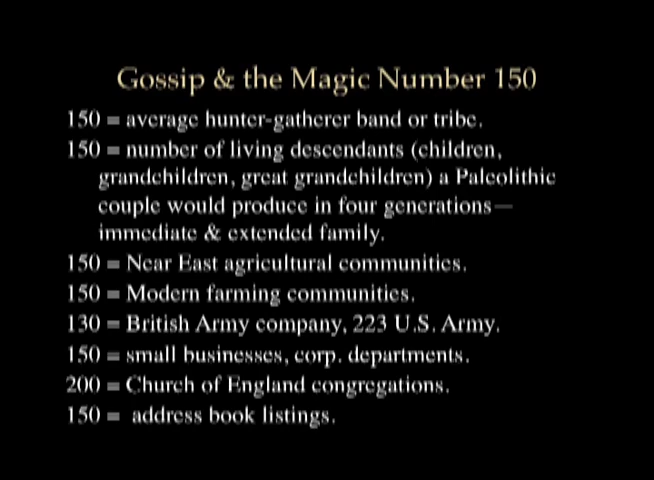 Gossip & the Magic Number 150
150 = average hunter-gatherer band or tribe.
150 = number of living descendants (children,
grandchildren, great grandchildren) a Paleolithic
couple would produce in four generations—
immediate & extended family.
150 = Near East agricultural communities.
150 = Modern farming communities.
130 = British Army company, 223 U.S. Army.
150 = small businesses, corp. departments.
200 = Church of England congregations.
150 = address book listings.